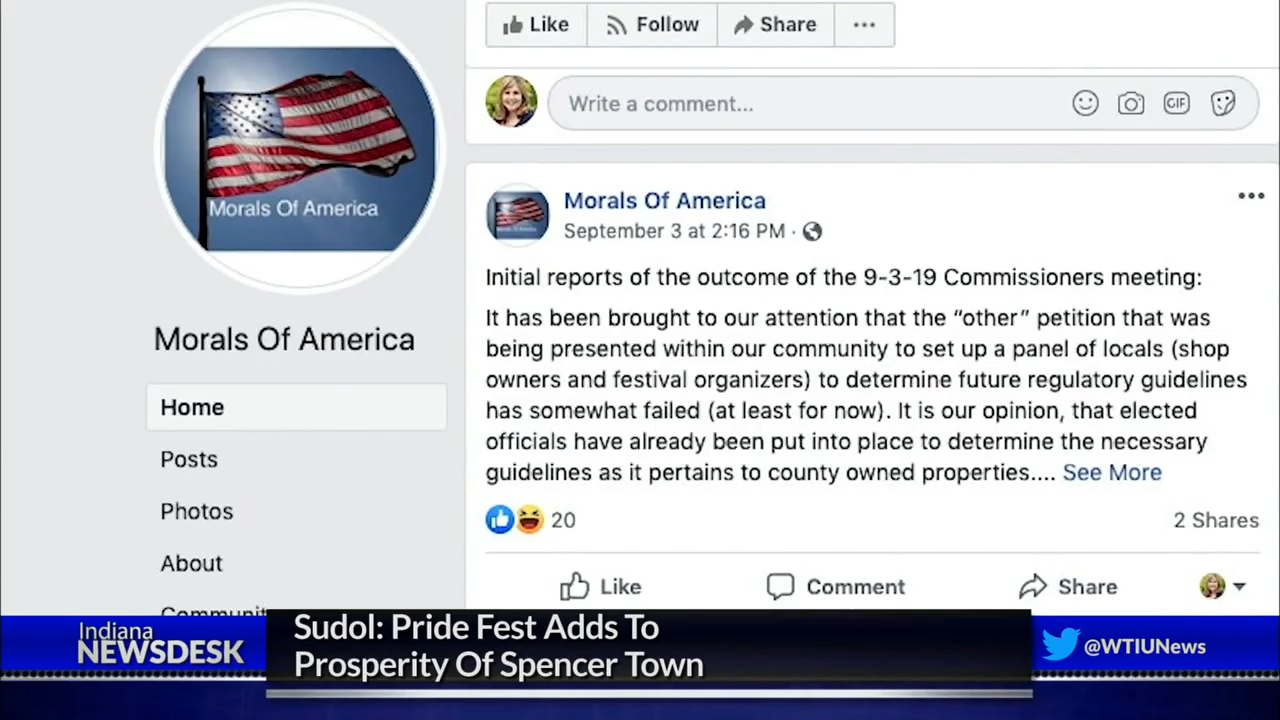 Like Follow Share
Write a comment...
GIF
Morals Of America
Morals Of America
Home
Posts
Photos
About
Morals Of America
September 3 at 2:16 PM ·
Initial reports of the outcome of the 9-3-19 Commissioners meeting:
It has been brought to our attention that the “other” petition that was
being presented within our community to set up a panel of locals (shop
owners and festival organizers) to determine future regulatory guidelines
has somewhat failed (at least for now). It is our opinion, that elected
officials have already been put into place to determine the necessary
guidelines as it pertains to county owned properties.... See More
20
2 Shares
Like Comment Share
Indiana
NEWSDESK
Sudol: Pride Fest Adds To
Prosperity Of Spencer Town
@WTIUNews